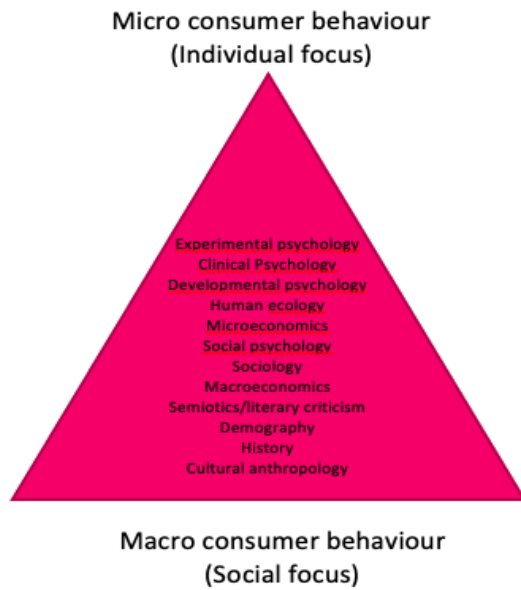 Micro consumer behaviour
(Individual focus)
Experimental psychology
Clinical Psychology
Developmental psychology
Human ecology
Microeconomics
Social psychology
Sociology
Macroeconomics
Semiotics/literary criticism
Demography
History
Cultural anthropology
Macro consumer behaviour
(Social focus)